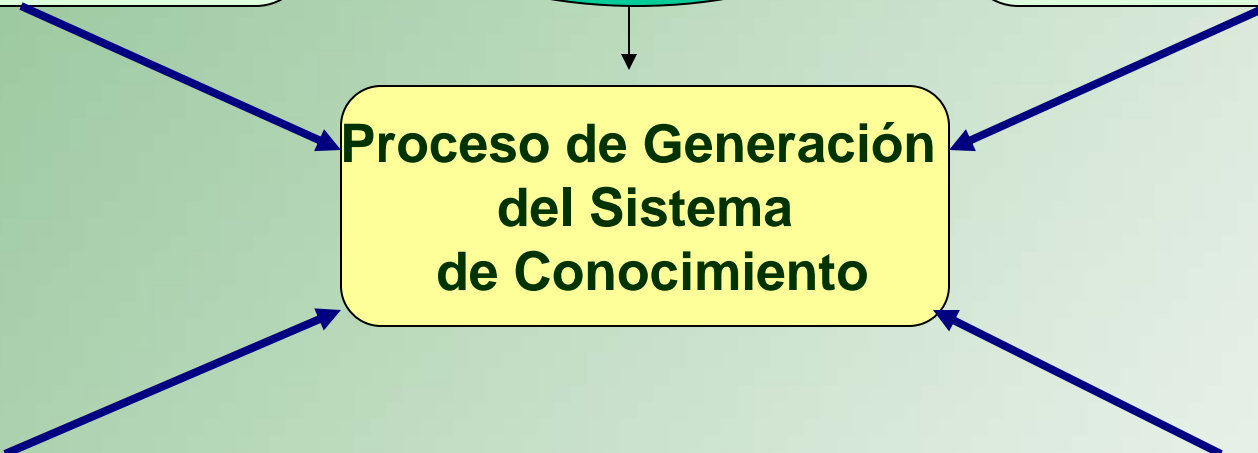 Proceso de Generación
del Sistema
de Conocimiento